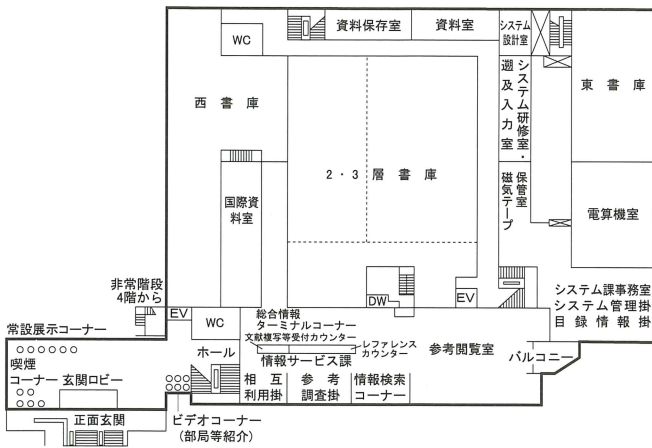 WC
資料保存室
資料室
システム
設計室
西書庫
2・3層書庫
システム研修室・
遡及入力室
東書庫
国際資
料室
保管室
磁気テープ
電算機室
非常階段
4階から
EV
WC
DW
EV
システム課事務室
システム管理掛
目録情報掛
常設展示コーナー
総合情報
ターミナルコーナー
文献複写等受付カウンター
レファレンス
カウンター
ホール
情報サービス課
参考閲覧室
バルコニー
喫煙
コーナー
玄関ロビー
相互
利用掛
参考
調査掛
情報検索
コーナー
正面玄関
ビデオコーナー
(部局等紹介)